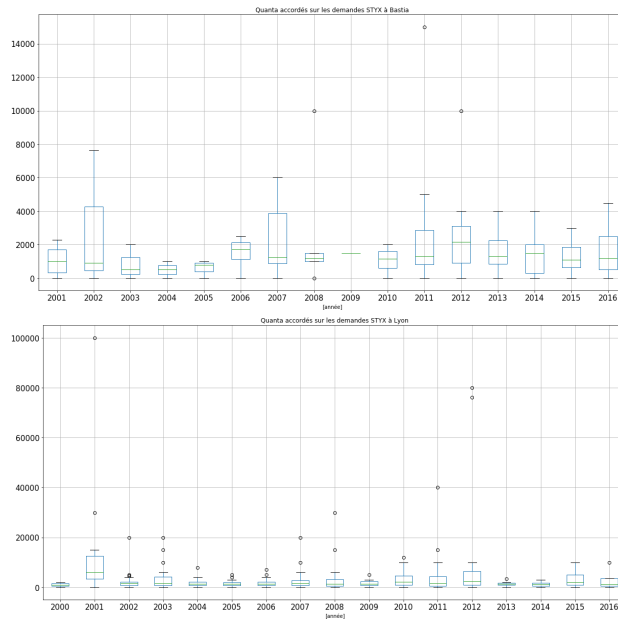 Quanta accordés sur les demandes STYX à Bastia
14000
12000
10000
8000
6000
4000
2000
0
2001 2002 2003 2004 2005 2006 2007 2008 2009 2010 2011 2012 2013 2014 2015 2016
[année]
Quanta accordés sur les demandes STYX à Lyon
100000
80000
60000
40000
20000
0
2000 2001 2002 2003 2004 2005 2006 2007 2008 2009 2010 2011 2012 2013 2014 2015 2016
[année]